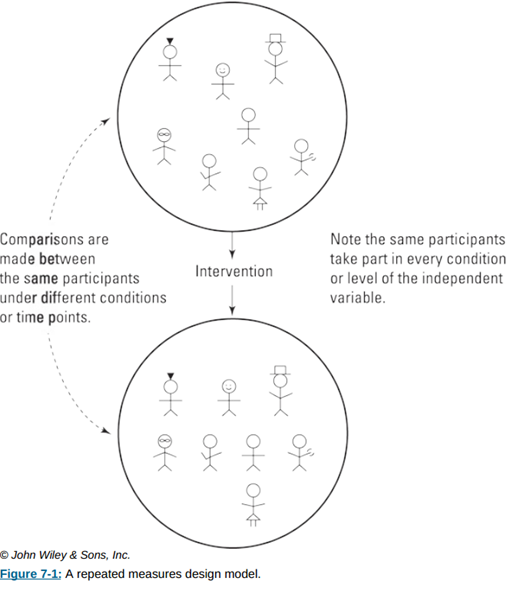 Comparisons are
made between
the same participants
under different conditions
or time points.
Intervention
Note the same participants
take part in every condition
or level of the independent
variable.
© John Wiley & Sons, Inc.
Figure 7-1: A repeated measures design model.